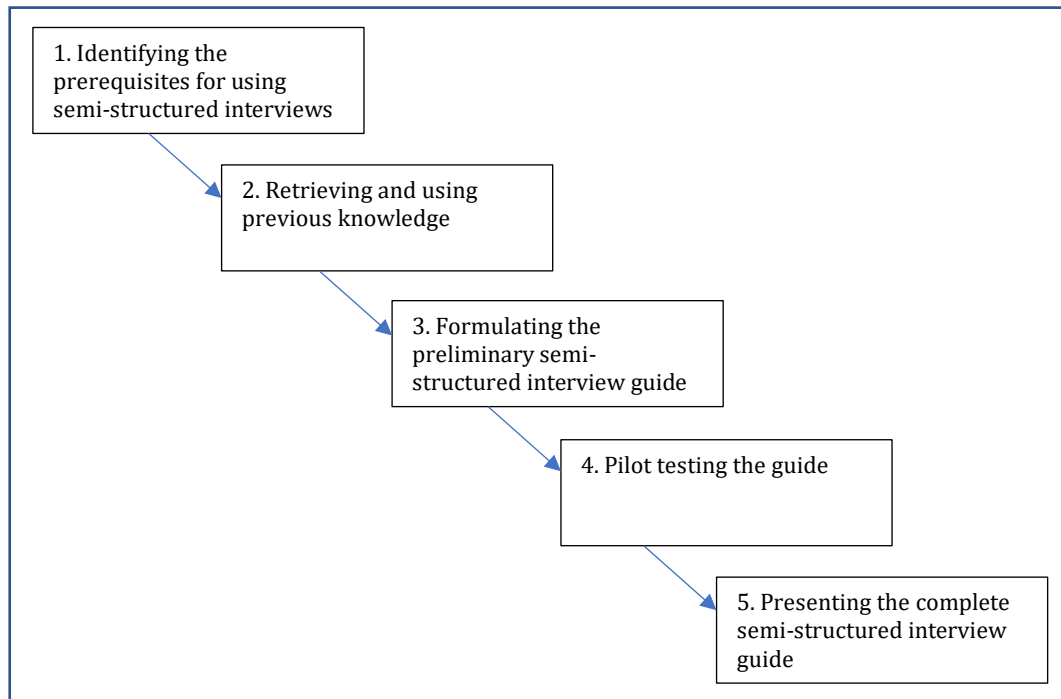 1. Identifying the
prerequisites for using
semi-structured interviews
2. Retrieving and using
previous knowledge
3. Formulating the
preliminary semi-
structured interview guide
4. Pilot testing the guide
5. Presenting the complete
semi-structured interview
guide